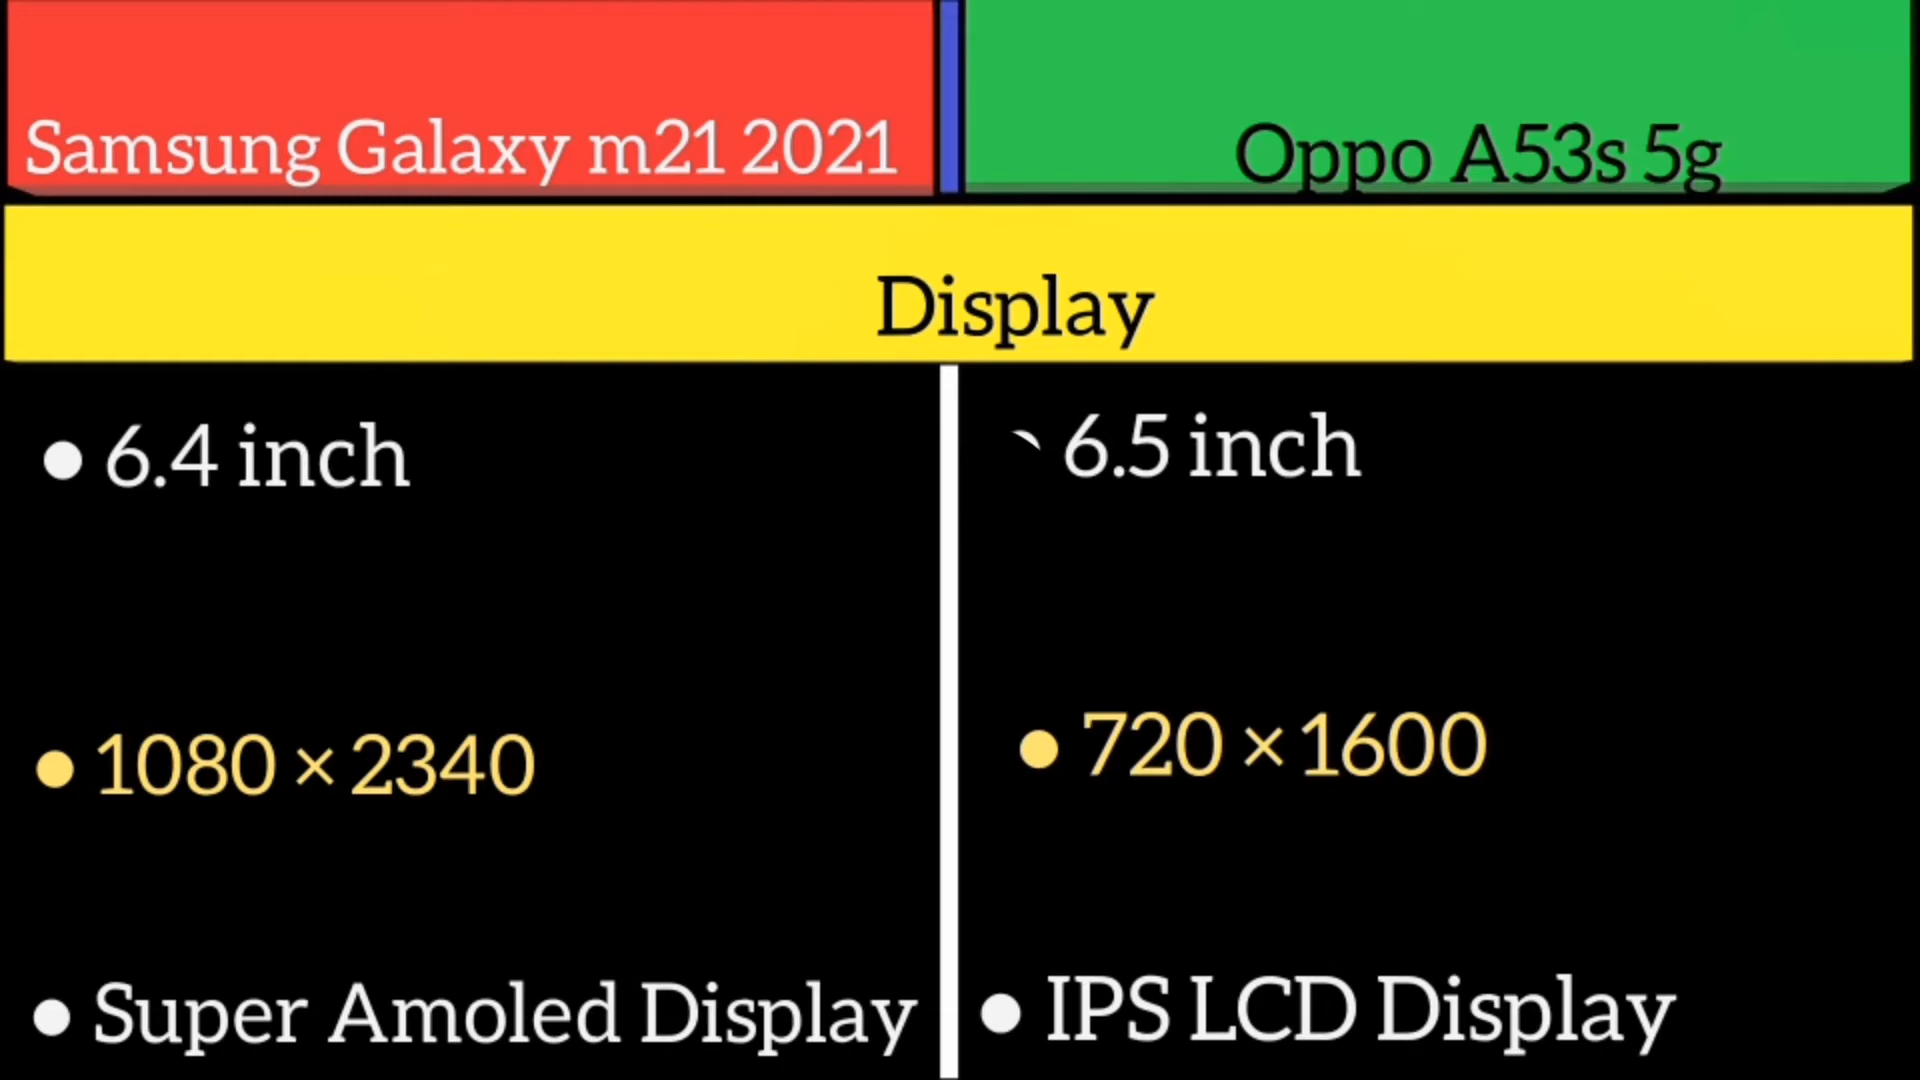 Samsung Galaxy m21 2021
Oppo A53s 5g
Display
● 6.4 inch
6.5 inch
● 1080 × 2340
● 720 × 1600
● Super Amoled Display
● IPS LCD Display